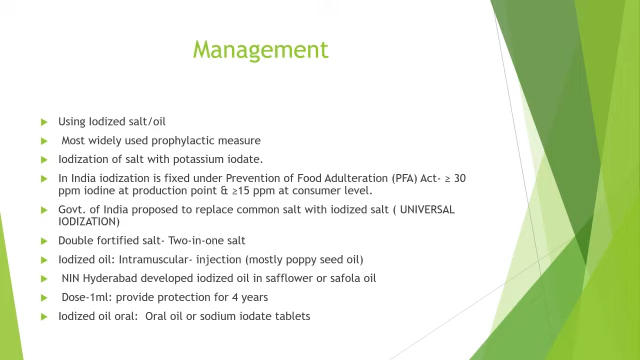 Management
Using Iodized salt/oil
Most widely used prophylactic measure
Iodization of salt with potassium iodate.
In India iodization is fixed under Prevention of Food Adulteration (PFA) Act- ≥ 30
ppm iodine at production point & ≥15 ppm at consumer level.
Govt. of India proposed to replace common salt with iodized salt ( UNIVERSAL
IODIZATION)
Double fortified salt- Two-in-one salt
Iodized oil: Intramuscular- injection (mostly poppy seed oil)
NIN Hyderabad developed iodized oil in safflower or safola oil
Dose-1ml: provide protection for 4 years
Iodized oil oral: Oral oil or sodium iodate tablets